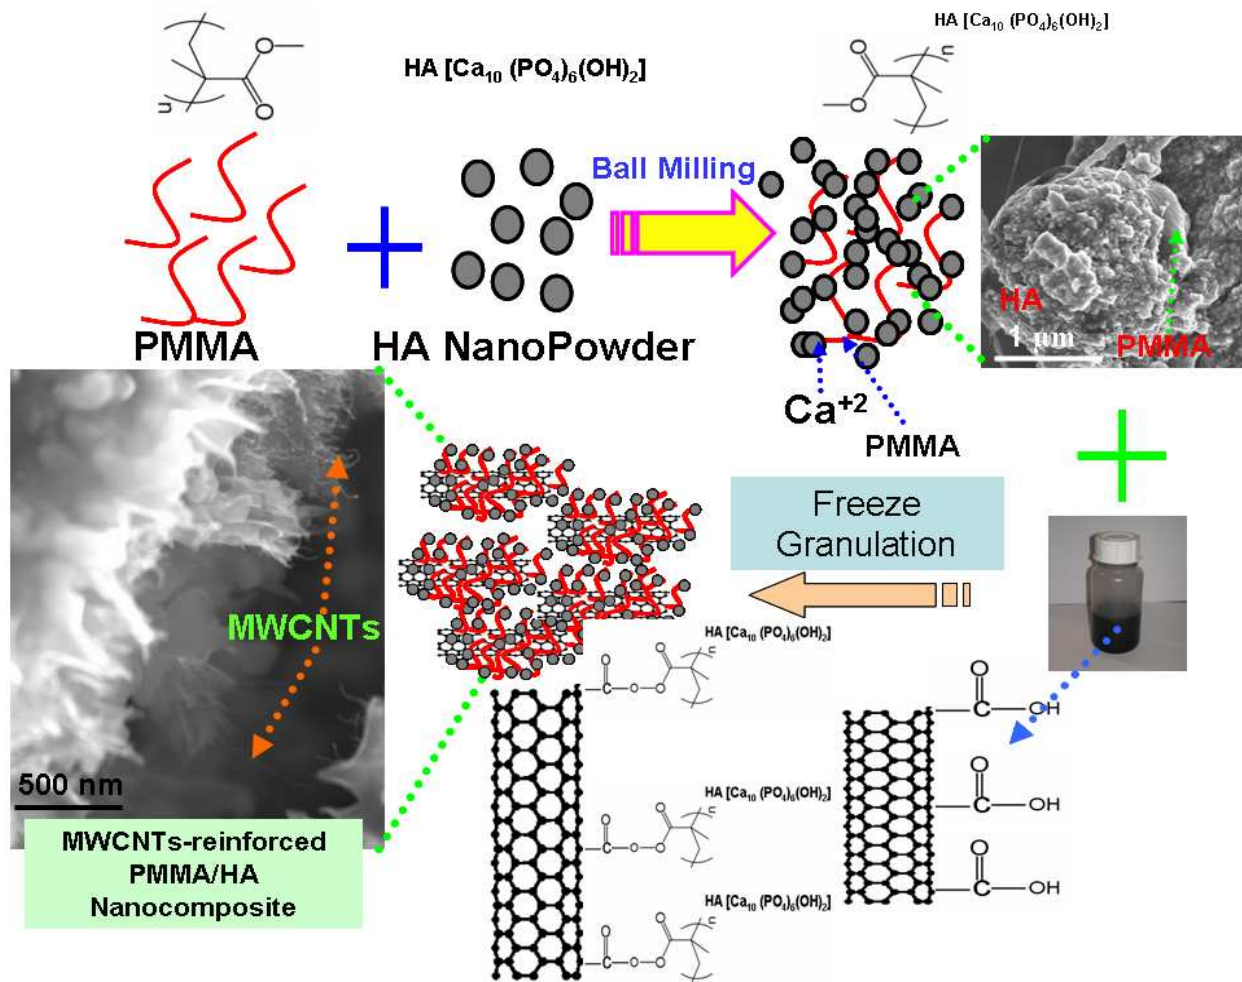 HA [Ca10 (PO4)6(OH)2]
HA [Ca10 (PO4)6(OH)2]
n
O
O
n
O
O
Ball Milling
PMMA
HA NanoPowder
HA
1 µm
PMMA
Ca+2
PMMA
Freeze
Granulation
MWCNTs
500 nm
MWCNTs-reinforced
PMMA/HA
Nanocomposite
HA [Ca10 (PO4)6(OH)2]
O
C
O
O
O
n
HA [Ca10 (PO4)6(OH)2]
O
C
O
O
O
n
HA [Ca10 (PO4)6(OH)2]
O
C
O
O
O
n
O
C
OH
O
C
OH
O
C
OH